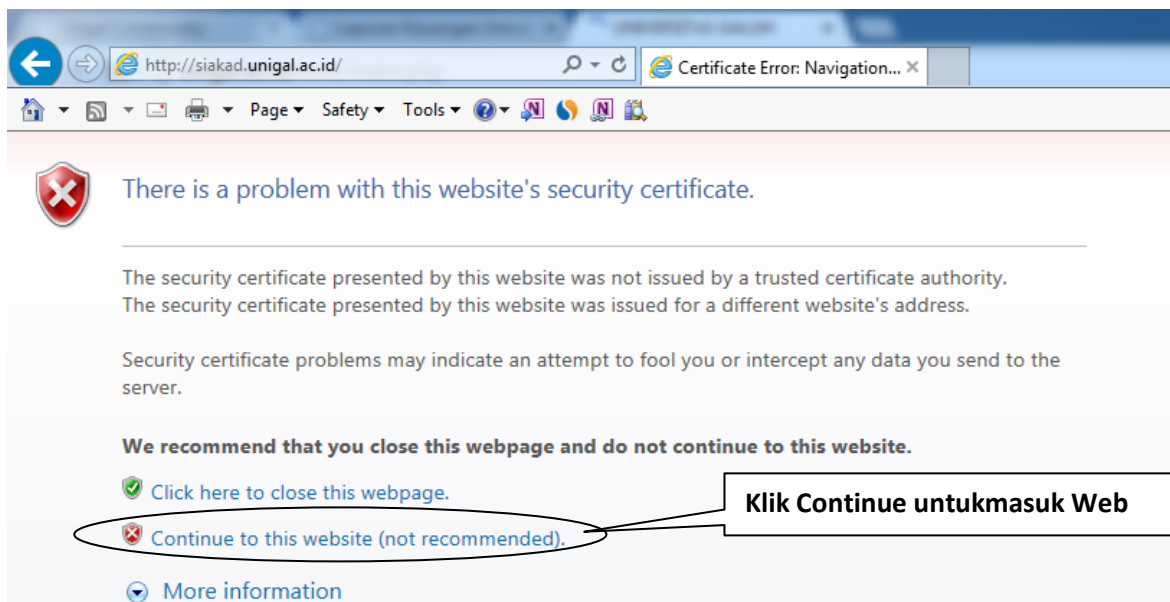 http://siakad.unigal.ac.id/
Certificate Error: Navigation...
Page Safety Tools
There is a problem with this website's security certificate.
The security certificate presented by this website was not issued by a trusted certificate authority.
The security certificate presented by this website was issued for a different website's address.
Security certificate problems may indicate an attempt to fool you or intercept any data you send to the
server.
We recommend that you close this webpage and do not continue to this website.
Click here to close this webpage.
Klik Continue untukmasuk Web
Continue to this website (not recommended).
More information